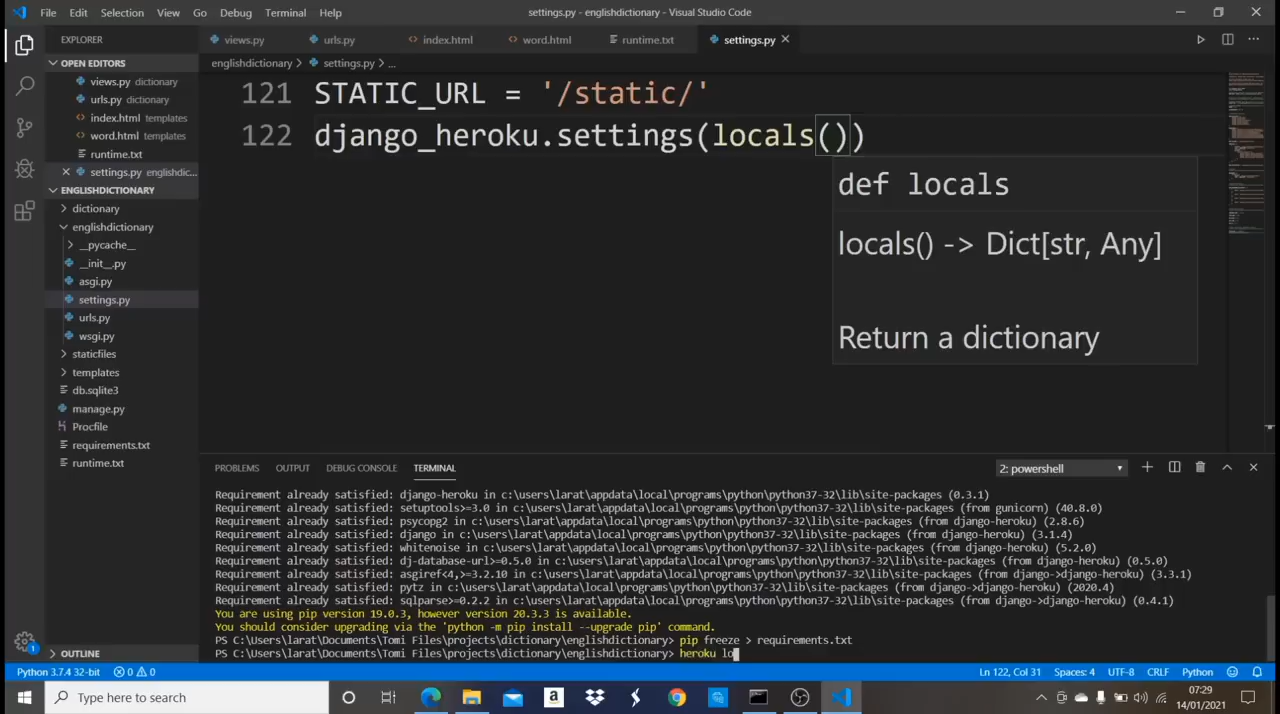 File Edit Selection View Go Debug Terminal Help
settings.py - englishdictionary - Visual Studio Code
EXPLORER
views.py
urls.py
index.html
word.html
runtime.txt
settings.py
OPEN EDITORS
views.py dictionary
urls.py dictionary
index.html templates
word.html templates
runtime.txt
settings.py englishdic...
ENGLISHDICTIONARY
dictionary
englishdictionary
__pycache__
__init__.py
asgi.py
settings.py
urls.py
wsgi.py
staticfiles
templates
db.sqlite3
manage.py
Procfile
requirements.txt
runtime.txt
OUTLINE
englishdictionary > settings.py > ...
121 STATIC_URL = '/static/'
122 django_heroku.settings(locals())
def locals
locals() -> Dict[str, Any]
Return a dictionary
PROBLEMS OUTPUT DEBUG CONSOLE TERMINAL
2: powershell
Requirement already satisfied: django-heroku in c:\users\larat\appdata\local\programs\python\python37-32\lib\site-packages (0.3.1)
Requirement already satisfied: setuptools>=3.0 in c:\users\larat\appdata\local\programs\python\python37-32\lib\site-packages (from gunicorn) (40.8.0)
Requirement already satisfied: psycopg2 in c:\users\larat\appdata\local\programs\python\python37-32\lib\site-packages (from django-heroku) (2.8.6)
Requirement already satisfied: django in c:\users\larat\appdata\local\programs\python\python37-32\lib\site-packages (from django-heroku) (3.1.4)
Requirement already satisfied: whitenoise in c:\users\larat\appdata\local\programs\python\python37-32\lib\site-packages (from django-heroku) (5.2.0)
Requirement already satisfied: dj-database-url>=0.5.0 in c:\users\larat\appdata\local\programs\python\python37-32\lib\site-packages (from django-heroku) (0.5.0)
Requirement already satisfied: asgiref<4,>=3.2.10 in c:\users\larat\appdata\local\programs\python\python37-32\lib\site-packages (from django->django-heroku) (3.3.1)
Requirement already satisfied: pytz in c:\users\larat\appdata\local\programs\python\python37-32\lib\site-packages (from django->django-heroku) (2020.4)
Requirement already satisfied: sqlparse>=0.2.2 in c:\users\larat\appdata\local\programs\python\python37-32\lib\site-packages (from django->django-heroku) (0.4.1)
You are using pip version 19.0.3, however version 20.3.3 is available.
You should consider upgrading via the 'python -m pip install --upgrade pip' command.
PS C:\Users\larat\Documents\Tomi Files\projects\dictionary\englishdictionary> pip freeze > requirements.txt
PS C:\Users\larat\Documents\Tomi Files\projects\dictionary\englishdictionary> heroku lo
1
Python 3.7.4 32-bit 0 0
Ln 122, Col 31 Spaces: 4 UTF-8 CRLF Python
Type here to search
a
07:29
14/01/2021